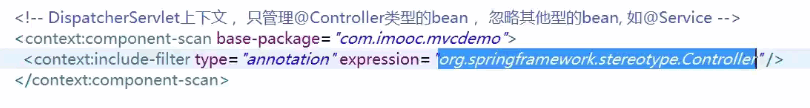 <!-- DispatcherServlet上下文， 只管理@Controller类型的bean， 忽略其他型的bean, 如@Service -->
<context:component-scan base-package="com.imooc.mvcdemo">
<context:include-filter type="annotation" expression="org.springframework.stereotype.Controller" />
</context:component-scan>